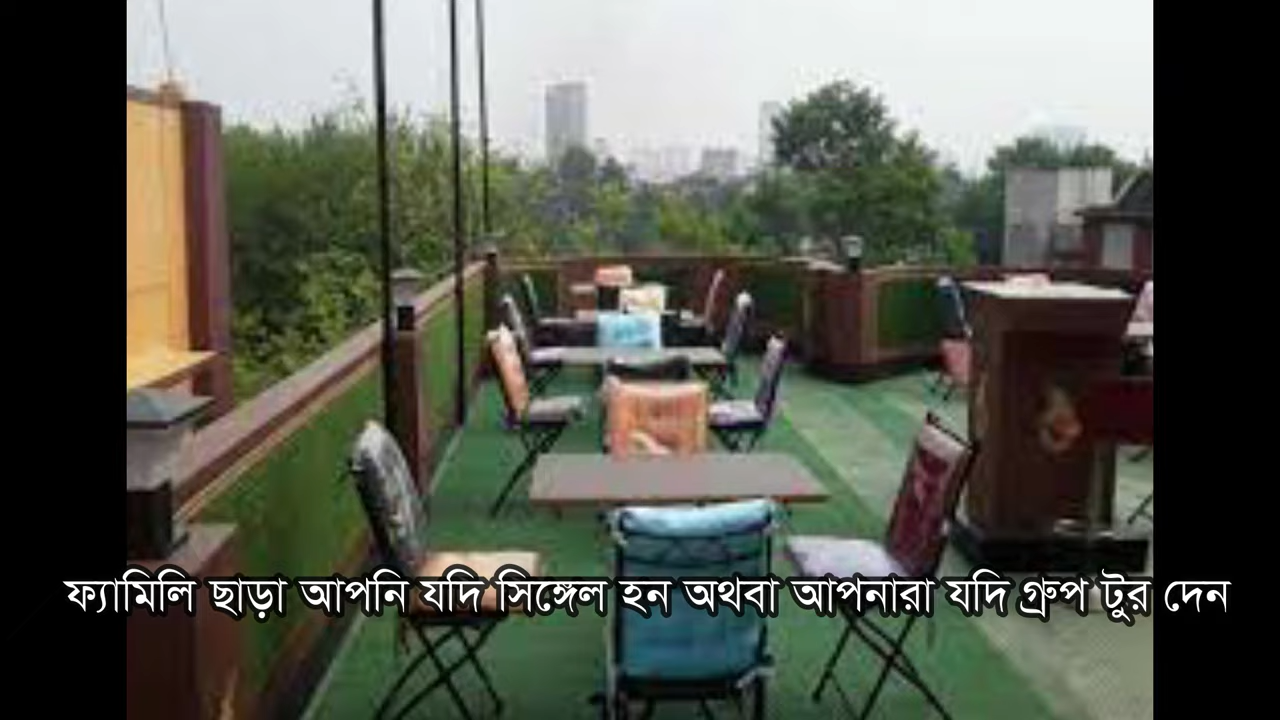 ফ্যামিলি ছাড়া আপনি যদি সিঙ্গেল হন অথবা আপনারা যদি গ্রুপ টুর দেন